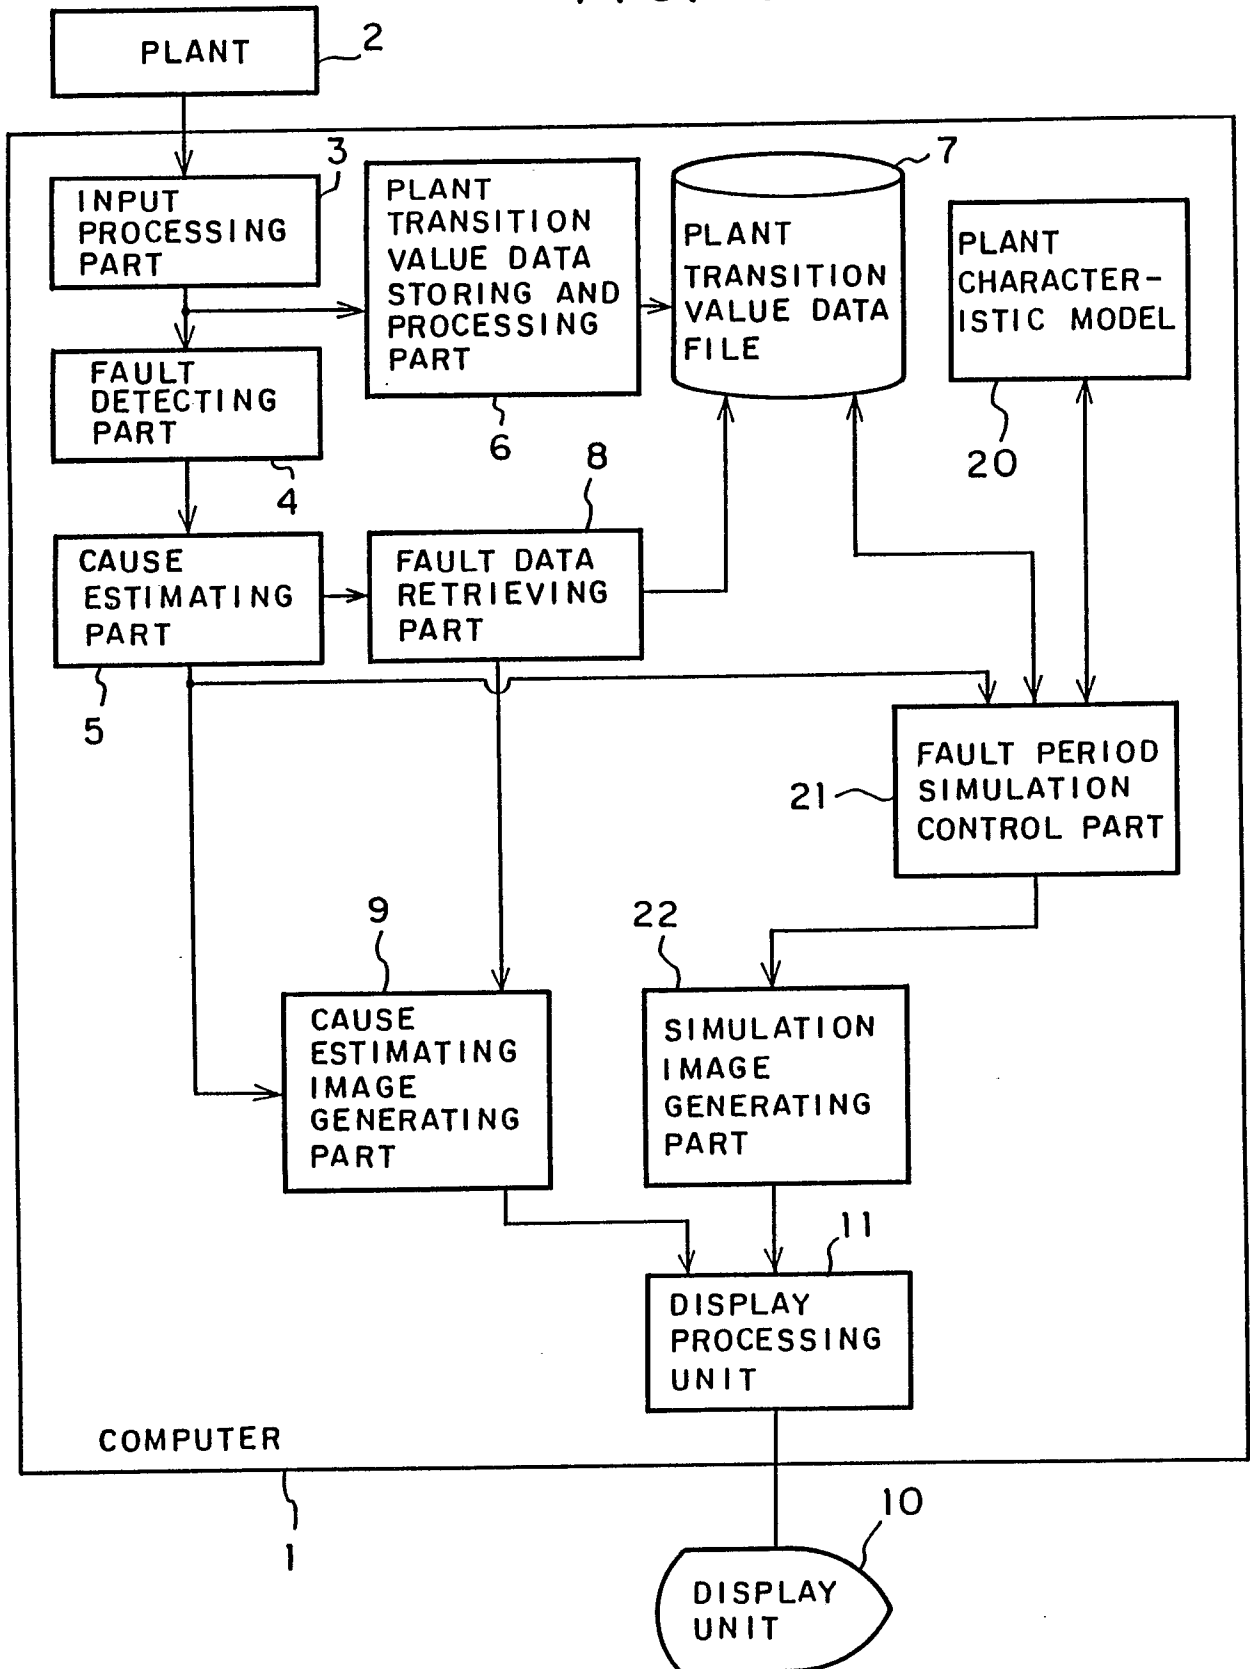 PLANT
2
3
INPUT
PROCESSING
PART
PLANT
TRANSITION
VALUE DATA
STORING AND
PROCESSING
PART
6
7
PLANT
TRANSITION
VALUE DATA
FILE
PLANT
CHARACTER-
ISTIC MODEL
20
FAULT
DETECTING
PART
4
8
CAUSE
ESTIMATING
PART
5
FAULT DATA
RETRIEVING
PART
21
FAULT PERIOD
SIMULATION
CONTROL PART
9
CAUSE
ESTIMATING
IMAGE
GENERATING
PART
22
SIMULATION
IMAGE
GENERATING
PART
11
DISPLAY
PROCESSING
UNIT
COMPUTER
1
10
DISPLAY
UNIT